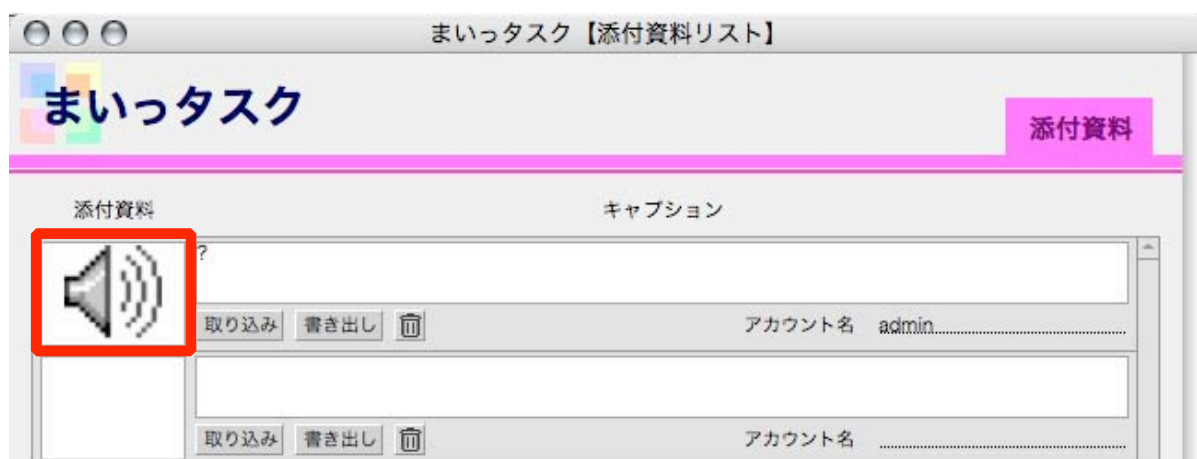 まいっタスク【添付資料リスト】
まいっタスク
添付資料
添付資料 キャプション
?
取り込み 書き出し アカウント名 admin
取り込み 書き出し アカウント名